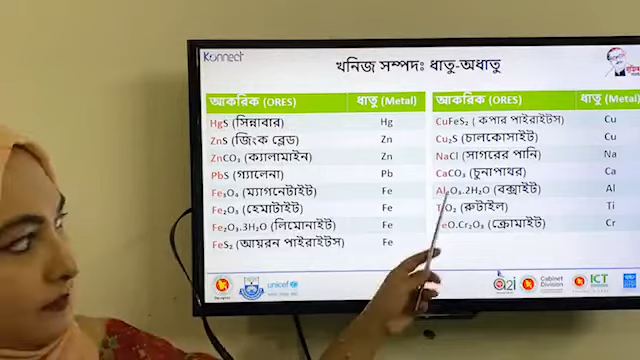 Konnect
খনিজ সম্পদঃ ধাতু-অধাতু
আকরিক (ORES) ধাতু (Metal)
HgS (সিন্নাবার) Hg
ZnS (জিংক ব্লেন্ড) Zn
ZnCO₃ (ক্যালামাইন) Zn
PbS (গ্যালেনা) Pb
Fe₃O₄ (ম্যাগনেটাইট) Fe
Fe₂O₃ (হেমাটাইট) Fe
Fe₂O₃.3H₂O (লিমোনাইট) Fe
FeS₂ (আয়রন পাইরাইটস) Fe
আকরিক (ORES) ধাতু (Metal)
CuFeS₂ ( কপার পাইরাইটস) Cu
Cu₂S (চালকোসাইট) Cu
NaCl (সাগরের পানি) Na
CaCO₃ (চুনাপাথর) Ca
Al₂O₃.2H₂O (বক্সাইট) Al
TiO₂ (রুটাইল) Ti
FeO.Cr₂O₃ (ক্রোমাইট) Cr
unicef
a2i
Cabinet Division
ICT